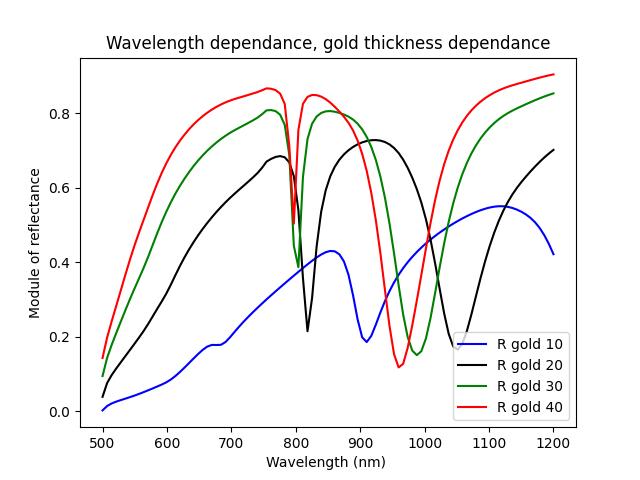 Wavelength dependance, gold thickness dependance
Module of reflectance
0.8
0.6
0.4
0.2
0.0
500 600 700 800 900 1000 1100 1200
Wavelength (nm)
R gold 10
R gold 20
R gold 30
R gold 40